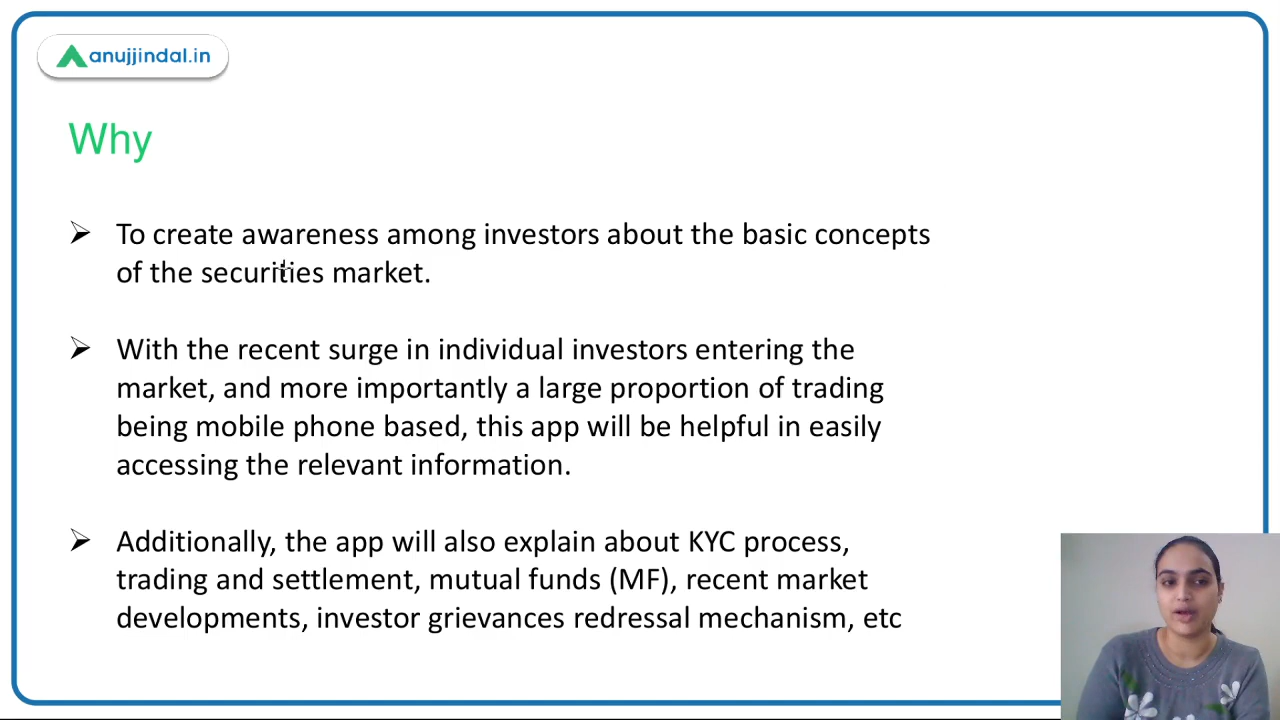 anujjindal.in
Why
To create awareness among investors about the basic concepts
of the securities market.
With the recent surge in individual investors entering the
market, and more importantly a large proportion of trading
being mobile phone based, this app will be helpful in easily
accessing the relevant information.
Additionally, the app will also explain about KYC process,
trading and settlement, mutual funds (MF), recent market
developments, investor grievances redressal mechanism, etc